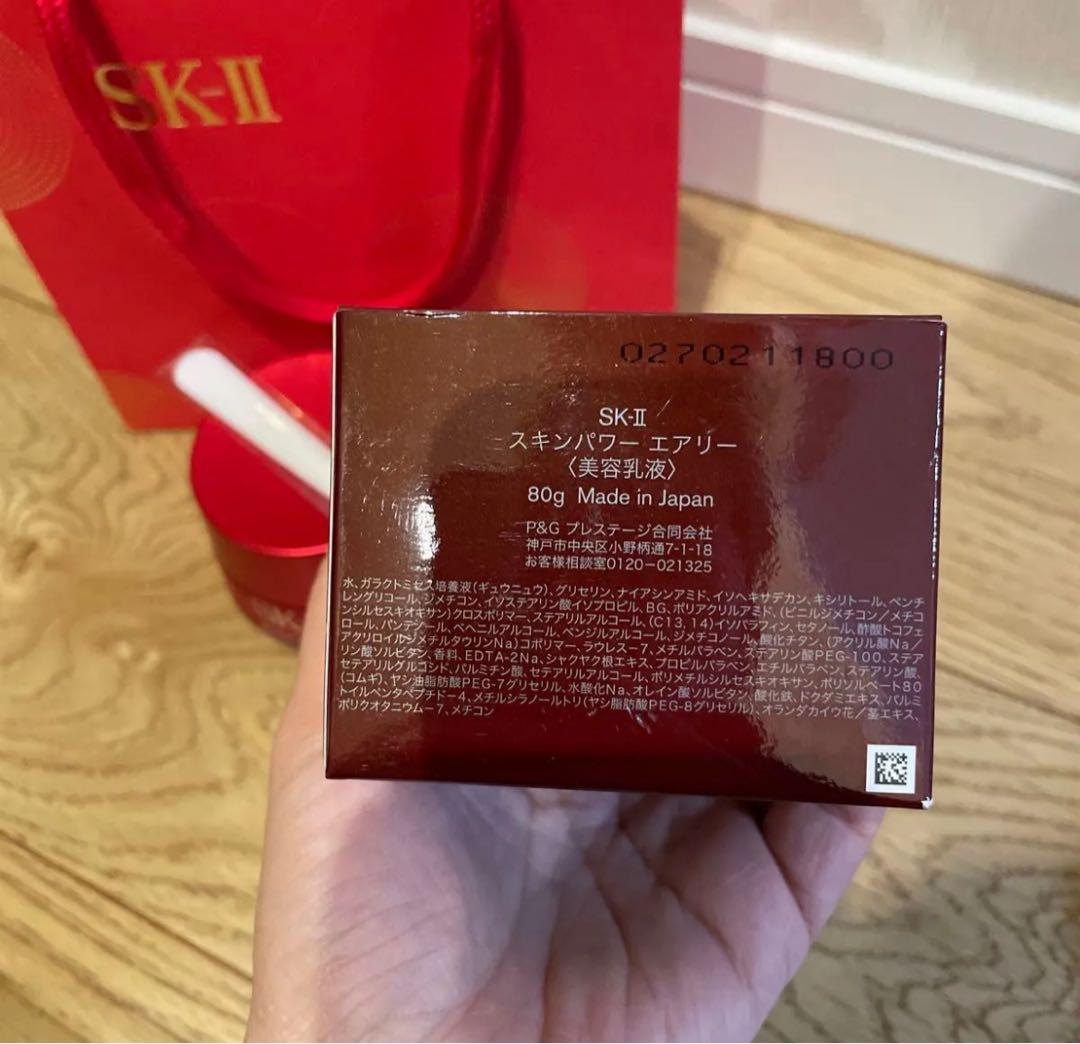 SK-II
0270211800
SK-II
スキンパワー エアリー
〈美容乳液〉
80g Made in Japan
P&G プレステージ合同会社
神戸市中央区小野柄通7-1-18
お客様相談室0120-021325
水、ガラクトミセス培養液(ギュウニュウ)、グリセリン、ナイアシンアミド、イソヘキサデカン、キシリトール、ペンチ
レングリコール、ジメチコン、イソステアリン酸イソプロピル、BG、ポリアクリルアミド、(ビニルジメチコン/メチコ
ンシルセスキオキサン)クロスポリマー、ステアリルアルコール、(C13, 14)イソパラフィン、セタノール、酢酸トコフェ
ロール、パンテノール、ベヘニルアルコール、ベンジルアルコール、ジメチコノール、酸化チタン、(アクリル酸Na/
アクリロイルジメチルタウリンNa)コポリマー、ラウレス-7、メチルパラベン、ステアリン酸PEG-100、ステア
リン酸ソルビタン、香料、EDTA-2Na、シャクヤク根エキス、プロピルパラベン、エチルパラベン、ステアリン酸、
セテアリルグルコシド、パルミチン酸、セテアリルアルコール、ポリメチルシルセスキオキサン、ポリソルベート80
(コムギ)、ヤシ油脂肪酸PEG-7グリセリル、水酸化Na、オレイン酸ソルビタン、酸化鉄、ドクダミエキス、パルミ
トイルペンタペプチド-4、メチルシラノールトリ(ヤシ脂肪酸PEG-8グリセリル)、オランダカイウ花/茎エキス、
ポリクオタニウム-7、メチコン
SK